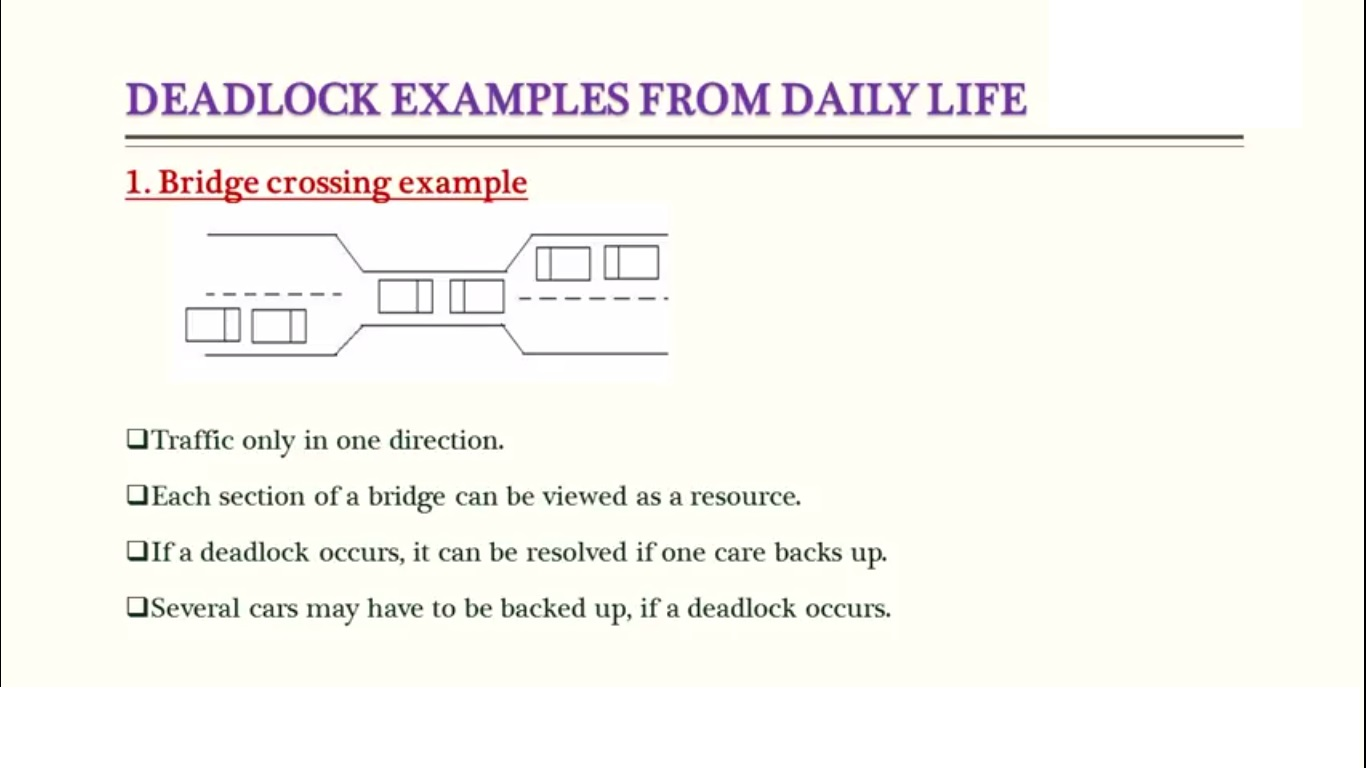 DEADLOCK EXAMPLES FROM DAILY LIFE
1. Bridge crossing example
❑Traffic only in one direction.
❑Each section of a bridge can be viewed as a resource.
❑If a deadlock occurs, it can be resolved if one care backs up.
❑Several cars may have to be backed up, if a deadlock occurs.